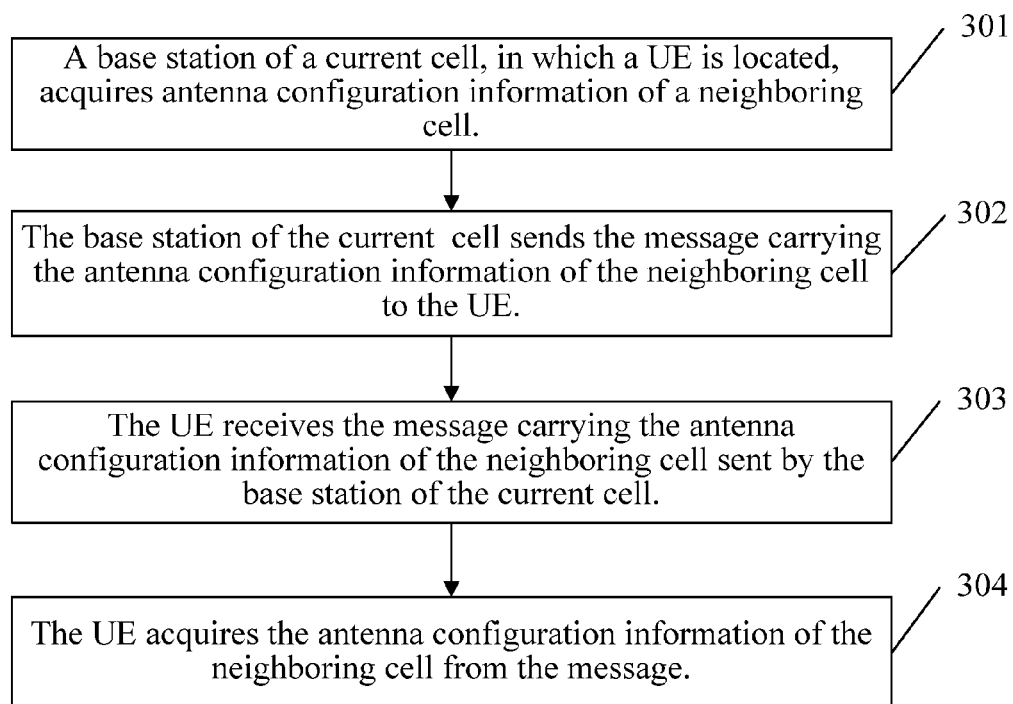 301
A base station of a current cell, in which a UE is located,
acquires antenna configuration information of a neighboring
cell.
302
The base station of the current cell sends the message carrying
the antenna configuration information of the neighboring cell
to the UE.
303
The UE receives the message carrying the antenna
configuration information of the neighboring cell sent by the
base station of the current cell.
304
The UE acquires the antenna configuration information of the
neighboring cell from the message.